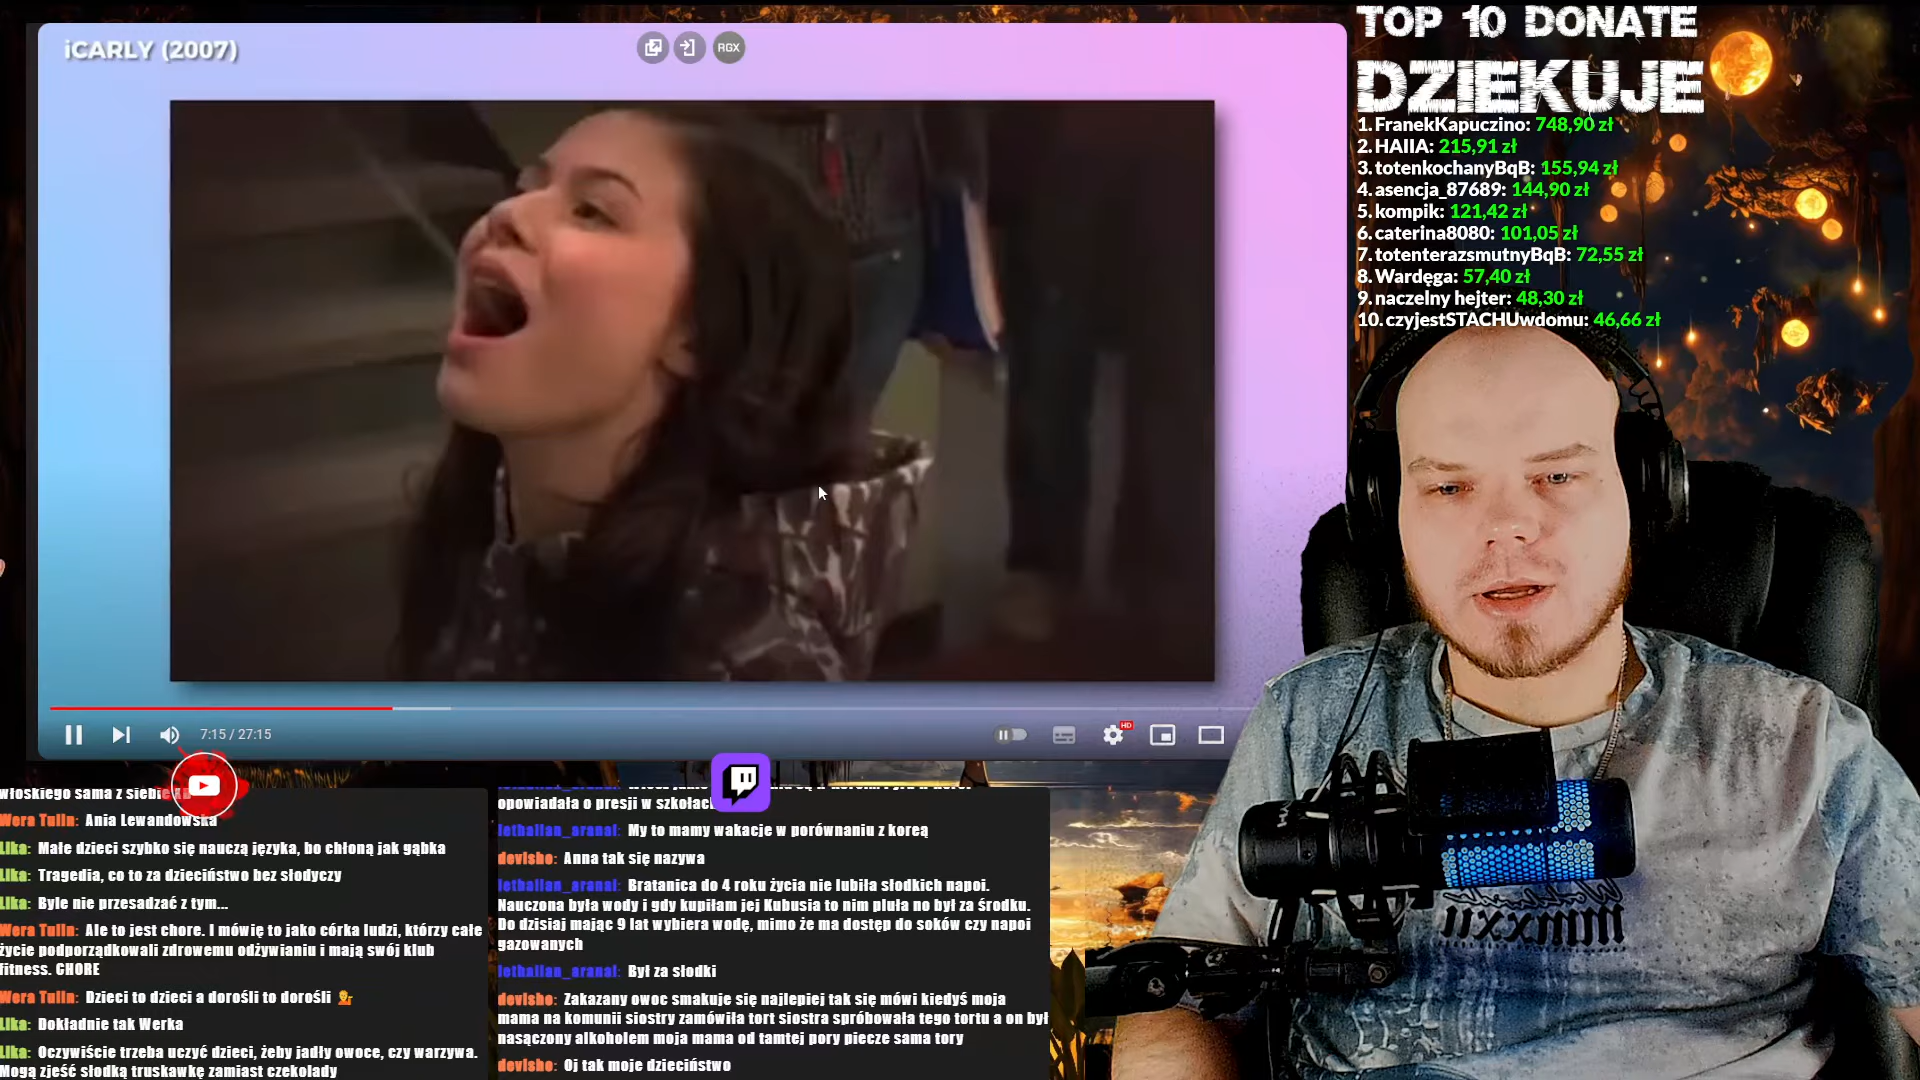 iCARLY (2007)
RGX
HD
7:15 / 27:15
TOP 10 DONATE
DZIEKUJE
1. FranekKapuczino: 748,90 zł
2. HAIIA: 215,91 zł
3. totenkochanyBqB: 155,94 zł
4. asencja_87689: 144,90 zł
5. kompik: 121,42 zł
6. caterina8080: 101,05 zł
7. totenterazsmutnyBqB: 72,55 zł
8. Wardęga: 57,40 zł
9. naczelny hejter: 48,30 zł
10. czyjestSTACHUwdomu: 46,66 zł
włoskiego sama z siebie
Wera Tulin: Ania Lewandowska
Lika: Małe dzieci szybko się nauczą języka, bo chłoną jak gąbka
Lika: Tragedia, co to za dzieciństwo bez słodyczy
Lika: Byle nie przesadzać z tym...
Wera Tulin: Ale to jest chore. I mówię to jako córka ludzi, którzy całe
życie podporządkowali zdrowemu odżywianiu i mają swój klub
fitness. CHORE
Wera Tulin: Dzieci to dzieci a dorośli to dorośli
Lika: Dokładnie tak Werka
Lika: Oczywiście trzeba uczyć dzieci, żeby jadły owoce, czy warzywa.
Mogą zjeść słodką truskawkę zamiast czekolady
opowiadała o presji w szkołach
lethalian_aranai: My to mamy wakacje w porównaniu z koreą
devisho: Anna tak się nazywa
lethalian_aranai: Bratanica do 4 roku życia nie lubiła słodkich napoi.
Nauczona była wody i gdy kupiłam jej Kubusia to nim pluła no był za środku.
Do dzisiaj mając 9 lat wybiera wodę, mimo że ma dostęp do soków czy napoi
gazowanych
lethalian_aranai: Był za słodki
devisho: Zakazany owoc smakuje się najlepiej tak się mówi kiedyś moja
mama na komunii siostry zamówiła tort siostra spróbowała tego tortu a on był
nasączony alkoholem moja mama od tamtej pory piecze sama tory
devisho: Oj tak moje dzieciństwo